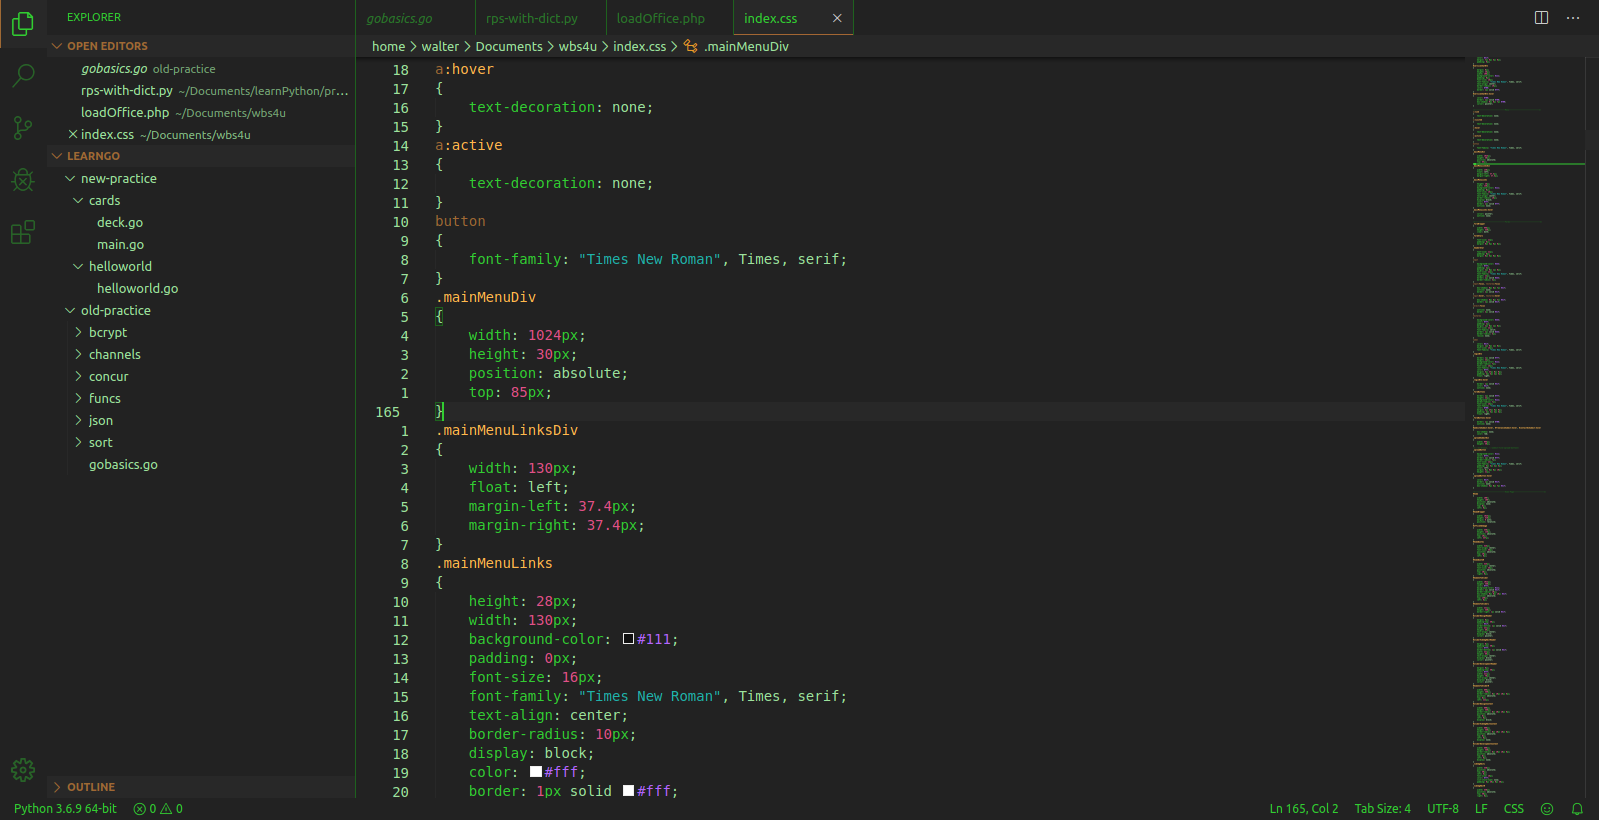 EXPLORER
OPEN EDITORS
gobasics.go old-practice
rps-with-dict.py ~/Documents/learnPython/pr...
loadOffice.php ~/Documents/wbs4u
index.css ~/Documents/wbs4u
LEARNGO
new-practice
cards
deck.go
main.go
helloworld
helloworld.go
old-practice
bcrypt
channels
concur
funcs
json
sort
gobasics.go
OUTLINE
gobasics.go rps-with-dict.py loadOffice.php index.css
home > walter > Documents > wbs4u > index.css > .mainMenuDiv
18 a:hover
17 {
16 text-decoration: none;
15 }
14 a:active
13 {
12 text-decoration: none;
11 }
10 button
9 {
8 font-family: "Times New Roman", Times, serif;
7 }
6 .mainMenuDiv
5 {
4 width: 1024px;
3 height: 30px;
2 position: absolute;
1 top: 85px;
165 }
1 .mainMenuLinksDiv
2 {
3 width: 130px;
4 float: left;
5 margin-left: 37.4px;
6 margin-right: 37.4px;
7 }
8 .mainMenuLinks
9 {
10 height: 28px;
11 width: 130px;
12 background-color: #111;
13 padding: 0px;
14 font-size: 16px;
15 font-family: "Times New Roman", Times, serif;
16 text-align: center;
17 border-radius: 10px;
18 display: block;
19 color: #fff;
20 border: 1px solid #fff;
Python 3.6.9 64-bit 0 0 Ln 165, Col 2 Tab Size: 4 UTF-8 LF CSS